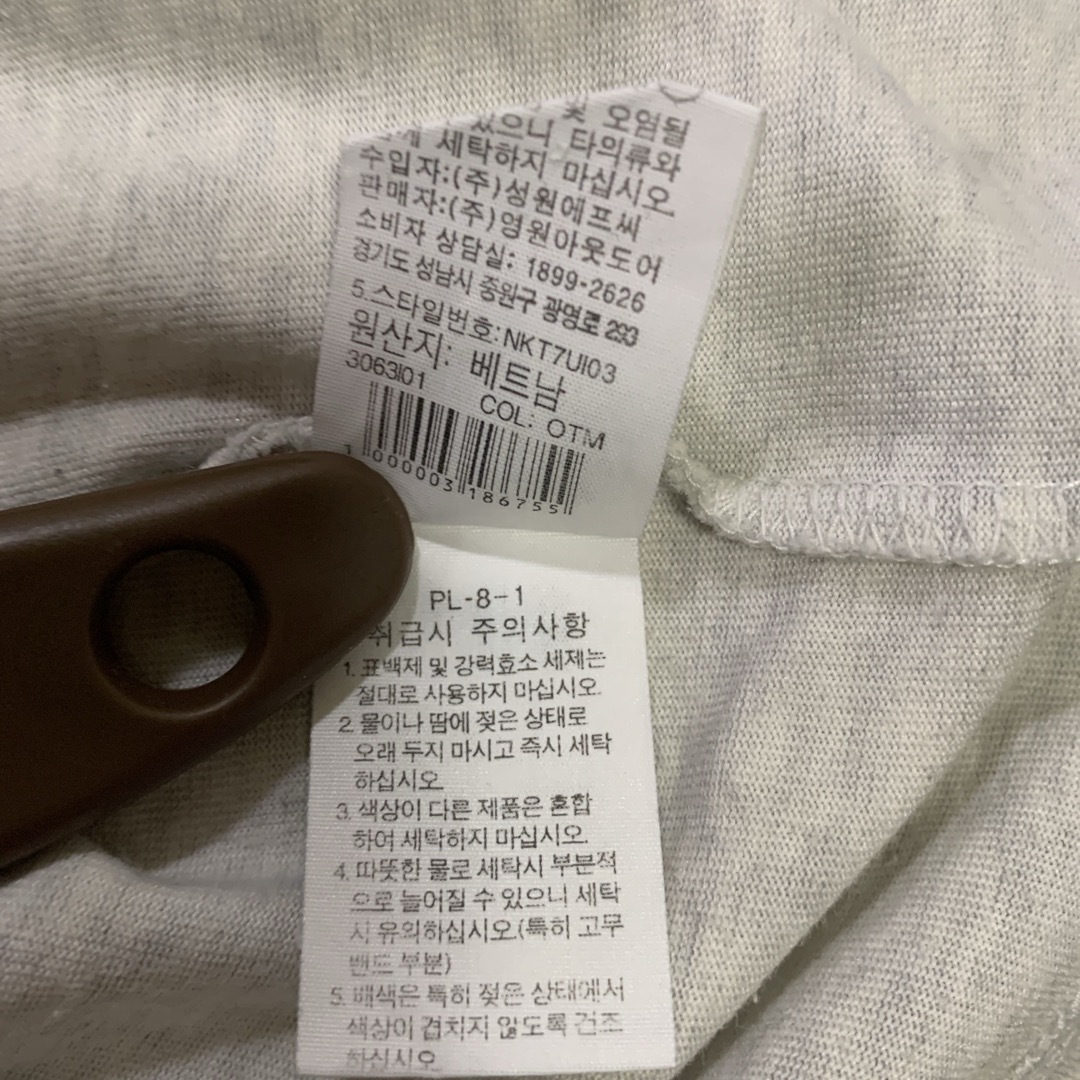 및 오염될
있으니 타의류와
세탁하지 마십시오
수입자:(주)성원에프씨
판매자:(주)영원아웃도어
소비자 상담실: 1899-2626
경기도 성남시 중원구 광명로 293
5.스타일번호:NKT7UI03
원산지: 베트남
3063I01
COL: OTM
1 000003 186755
PL-8-1
취급시 주의사항
1. 표백제 및 강력효소 세제는
절대로 사용하지 마십시오.
2. 물이나 땀에 젖은 상태로
오래 두지 마시고 즉시 세탁
하십시오.
3. 색상이 다른 제품은 혼합
하여 세탁하지 마십시오.
4. 따뜻한 물로 세탁시 부분적
으로 늘어질 수 있으니 세탁
시 유의하십시오.(특히 고무
밴드 부분)
5. 배색은 특히 젖은 상태에서
색상이 겹치지 않도록 건조
하십시오.